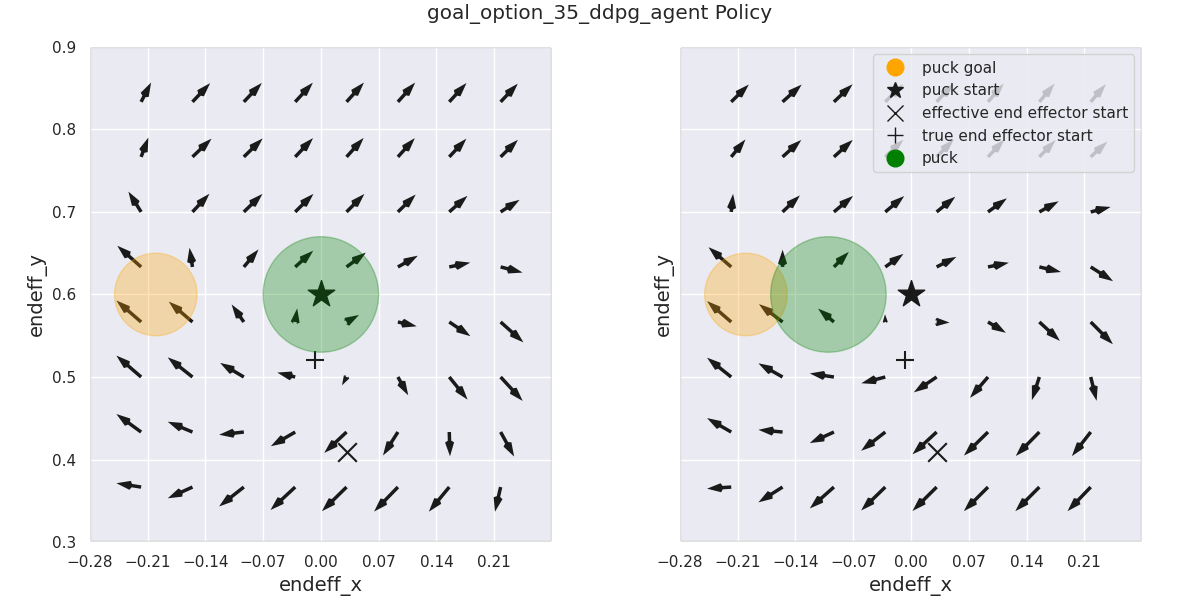 goal_option_35_ddpg_agent Policy
0.9
0.8
0.7
0.6
0.5
0.4
0.3
endeff_y
−0.28 −0.21 −0.14 −0.07 0.00 0.07 0.14 0.21
endeff_x
puck goal
puck start
effective end effector start
true end effector start
puck
endeff_y
−0.28 −0.21 −0.14 −0.07 0.00 0.07 0.14 0.21
endeff_x